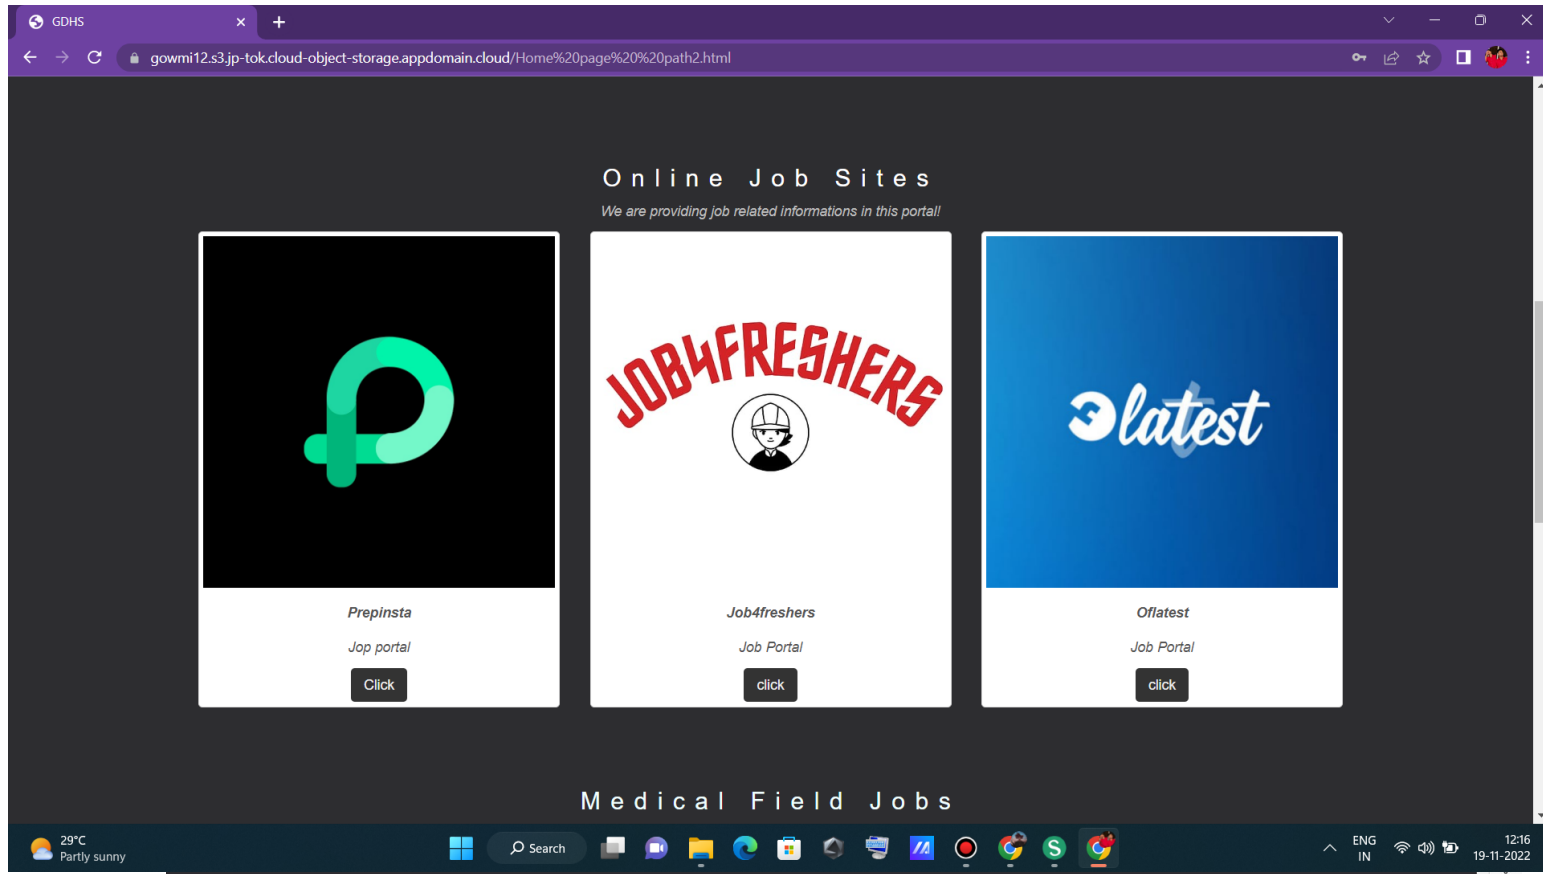 GDHS
gowmi12.s3.jp-tok.cloud-object-storage.appdomain.cloud/Home%20page%20%20path2.html
Online Job Sites
We are providing job related informations in this portal!
JOB4FRESHERS
latest
Prepinsta
Job4freshers
Oflatest
Jop portal
Job Portal
Job Portal
Click
click
click
Medical Field Jobs
29°C
Partly sunny
Search
S
ENG
IN
12:16
19-11-2022